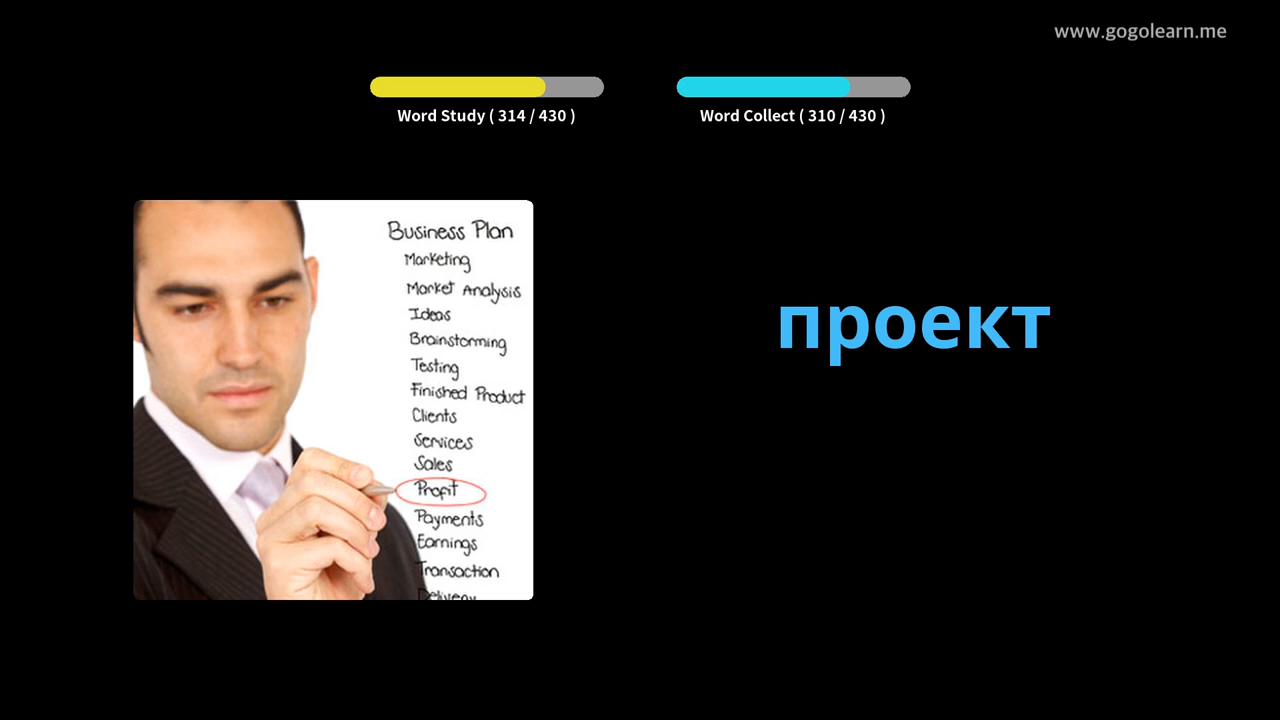 www.gogolearn.me
Word Study ( 314 / 430 )
Word Collect ( 310 / 430 )
Business Plan
Marketing
Market Analysis
Ideas
Brainstorming
Testing
Finished Product
Clients
Services
Sales
Profit
Payments
Earnings
Transaction
Delivery
проект